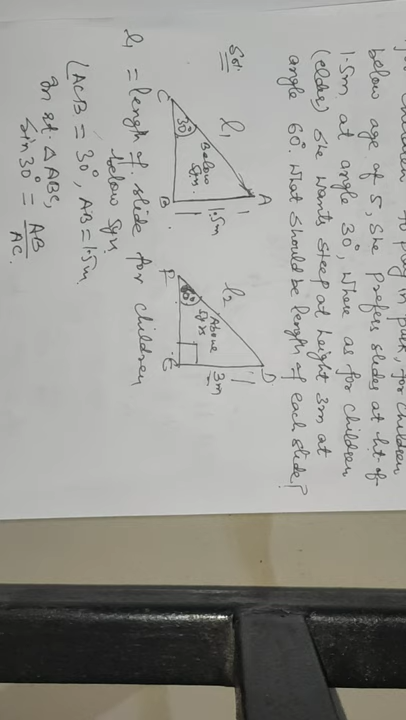 for children to play in park, for children
below age of 5, she prefers slides at ht. of
1.5m at angle 30°, where as for children
(elder) she wants steep at height 3m at
angle 60°. What should be length of each slide?
Sol:
A
l1
Below
5yrs.
1.5m
30°
C
B
D
l2
Above
5yrs
3m
60°
F
E
l1 = length of slide for children
below 5yrs.
∠ACB = 30°, AB = 1.5m.
In rt. △ABC,
Sin 30° = AB
AC.